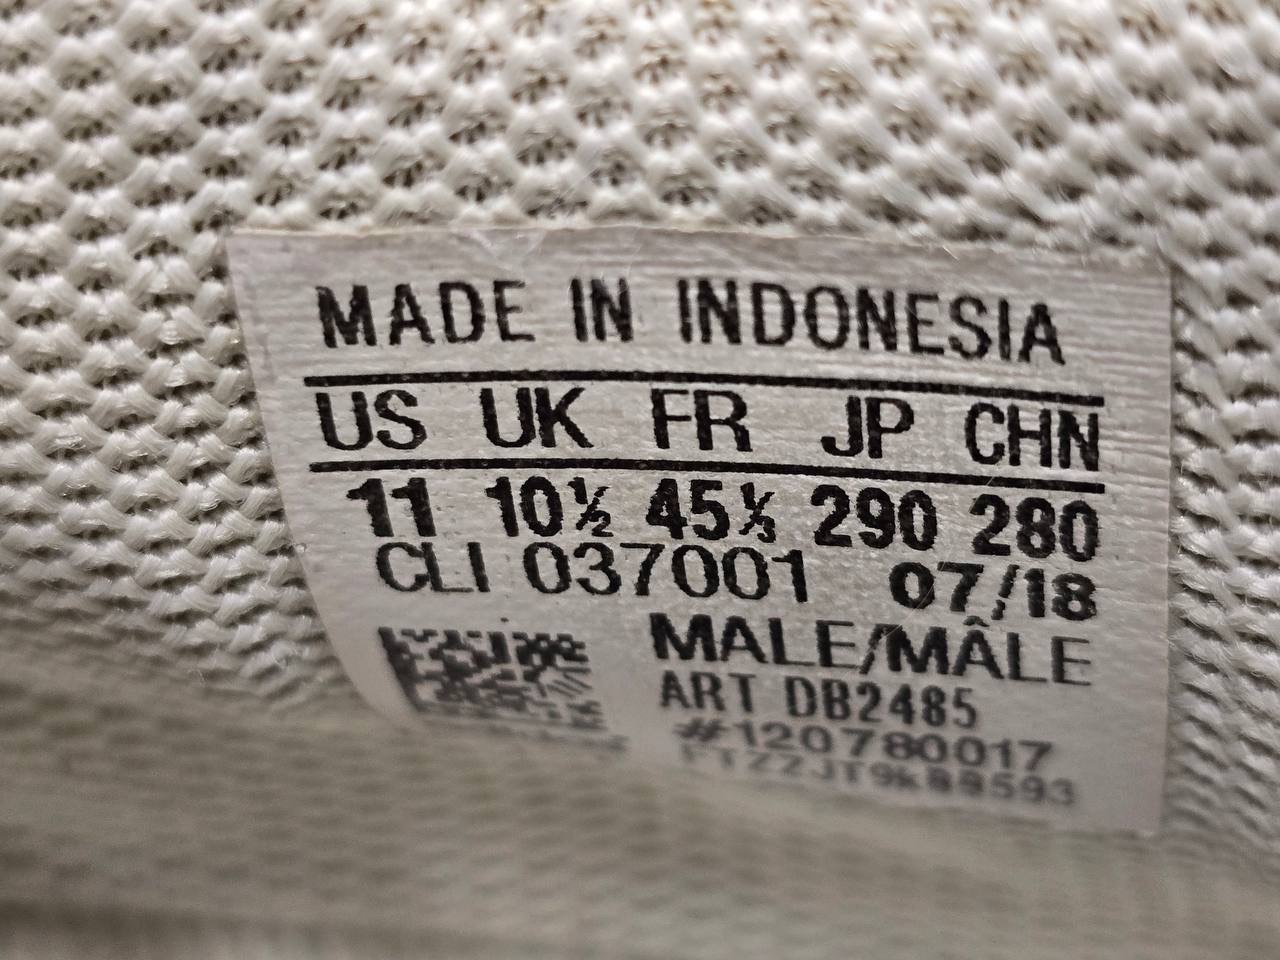 MADE IN INDONESIA
US UK FR JP CHN
11 10½ 45⅓ 290 280
CLI 037001 07/18
MALE/MÂLE
ART DB2485
#120780017